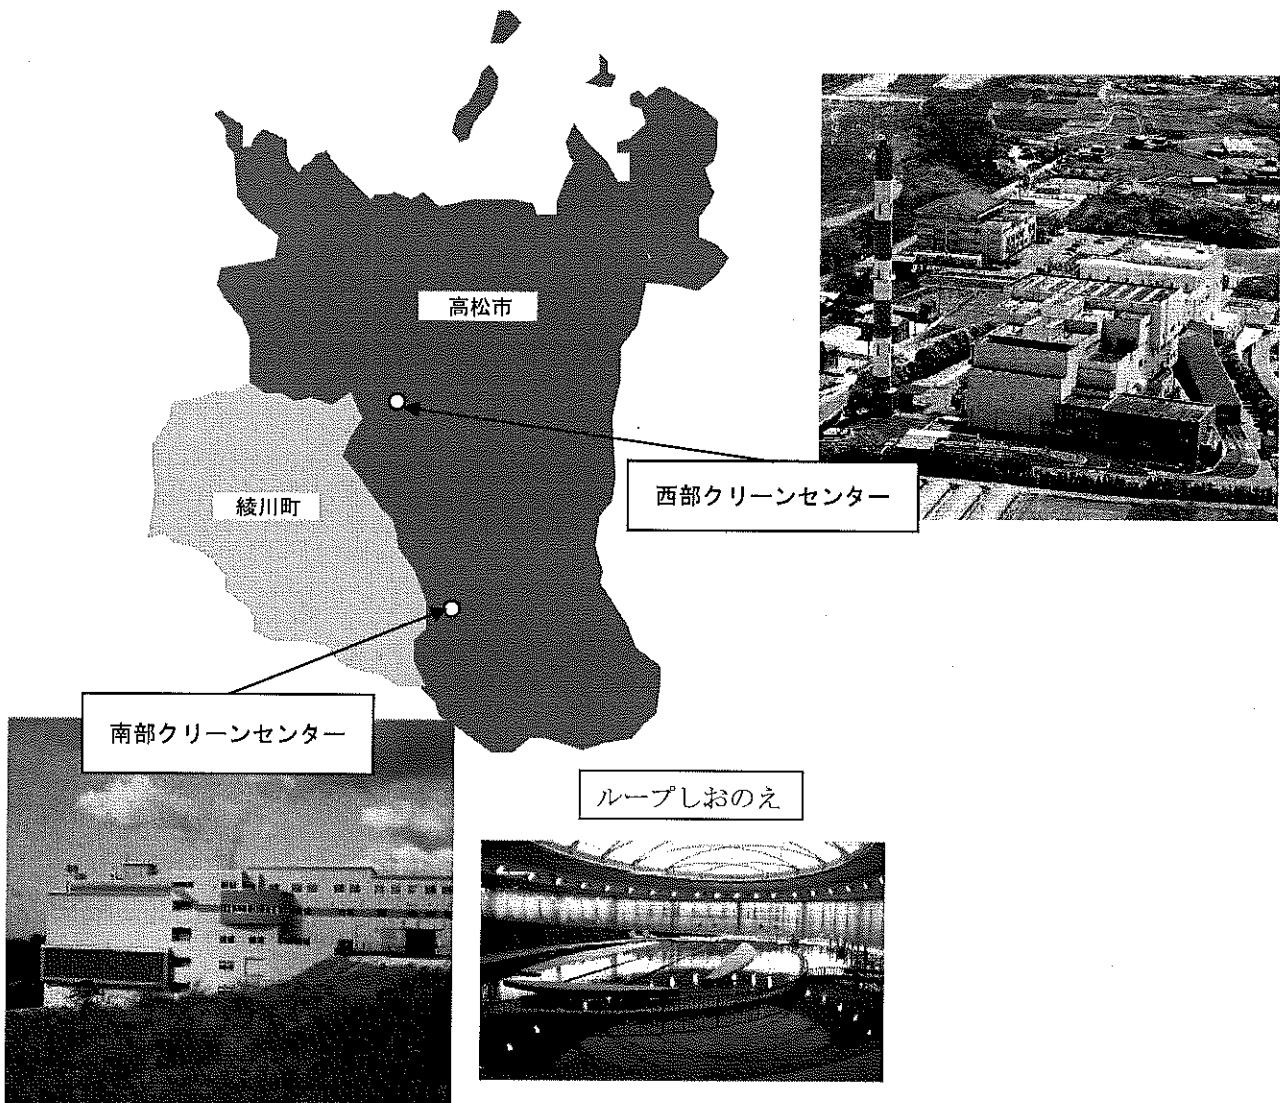 高松市
西部クリーンセンター
綾川町
南部クリーンセンター
ループしおのえ